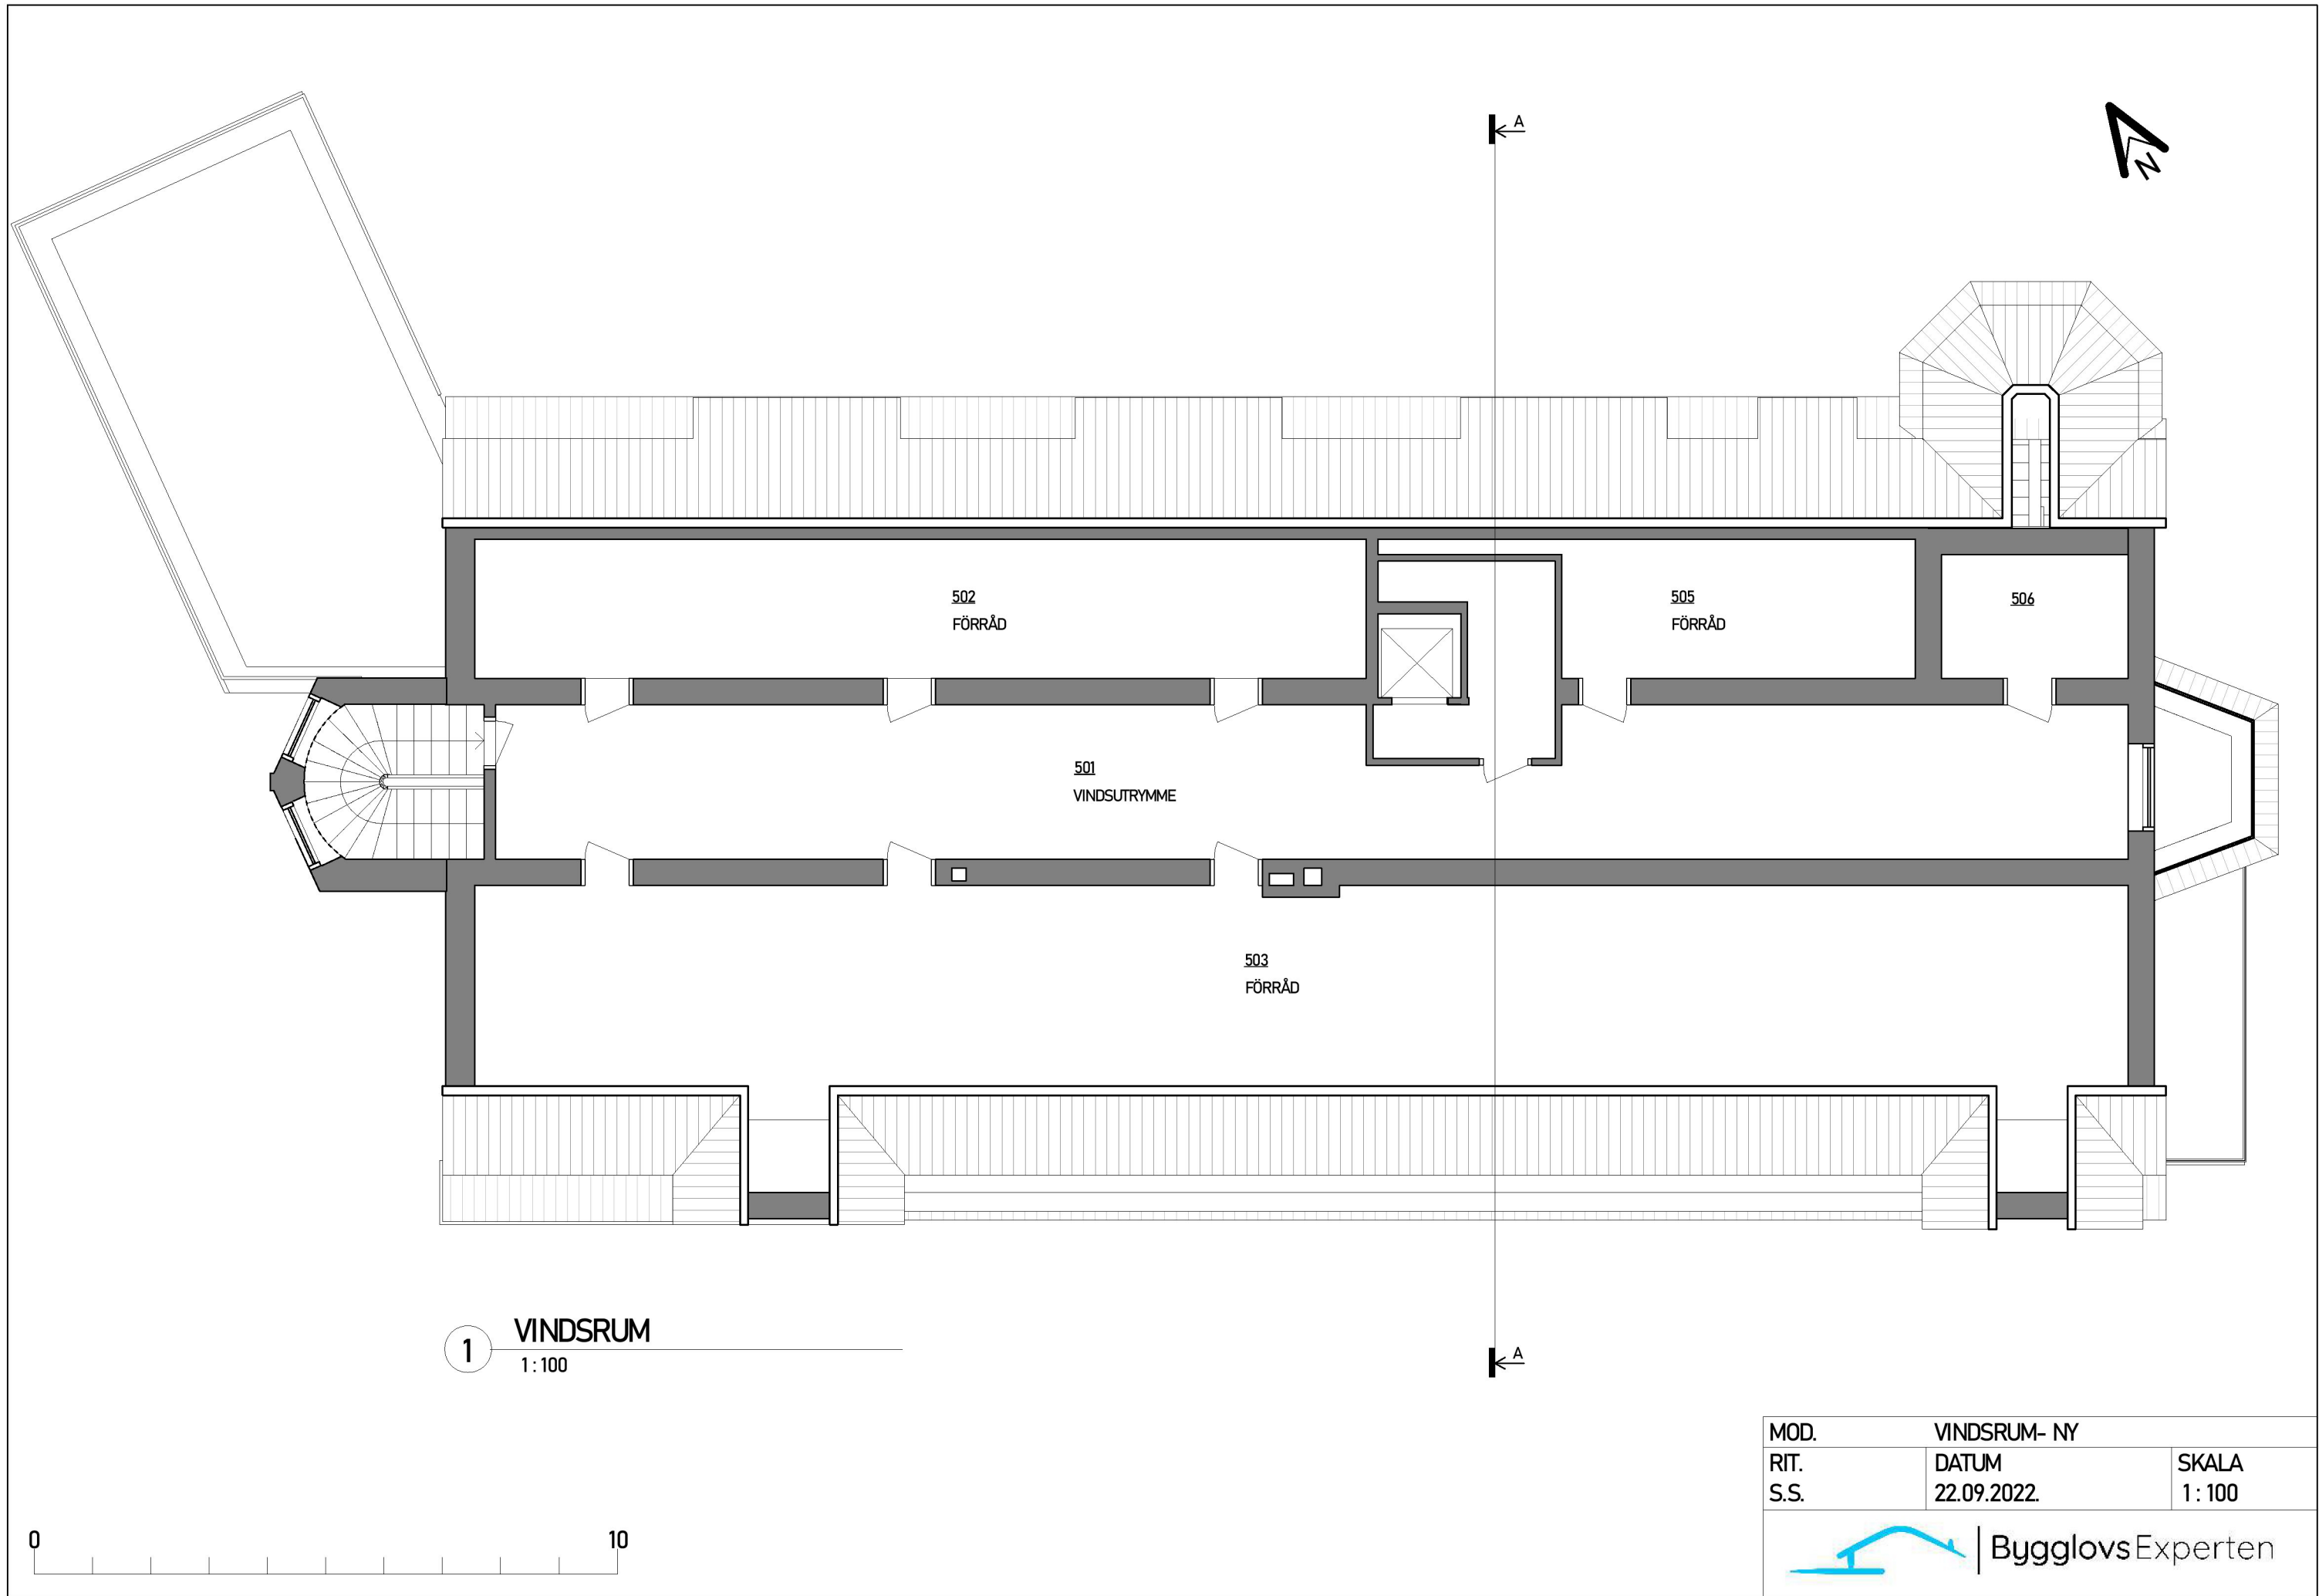 A
N
502
FÖRRÅD
505
FÖRRÅD
506
501
VINDSUTRYMME
503
FÖRRÅD
1
VINDSRUM
1 : 100
A
MOD. VINDSRUM- NY
RIT. DATUM SKALA
S.S. 22.09.2022. 1 : 100
BygglovsExperten
0 10